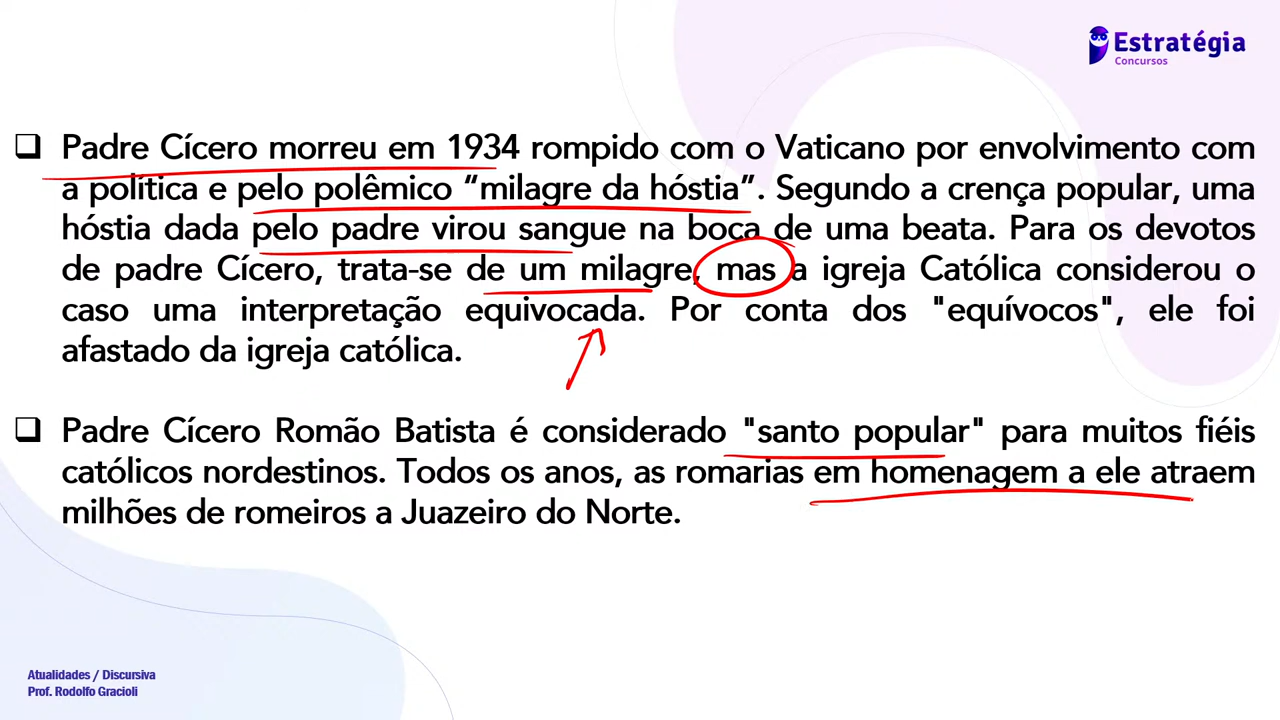 Estratégia
Concursos
Padre Cícero morreu em 1934 rompido com o Vaticano por envolvimento com
a política e pelo polêmico “milagre da hóstia”. Segundo a crença popular, uma
hóstia dada pelo padre virou sangue na boca de uma beata. Para os devotos
de padre Cícero, trata-se de um milagre, mas a igreja Católica considerou o
caso uma interpretação equivocada. Por conta dos "equívocos", ele foi
afastado da igreja católica.
Padre Cícero Romão Batista é considerado "santo popular" para muitos fiéis
católicos nordestinos. Todos os anos, as romarias em homenagem a ele atraem
milhões de romeiros a Juazeiro do Norte.
Atualidades / Discursiva
Prof. Rodolfo Gracioli